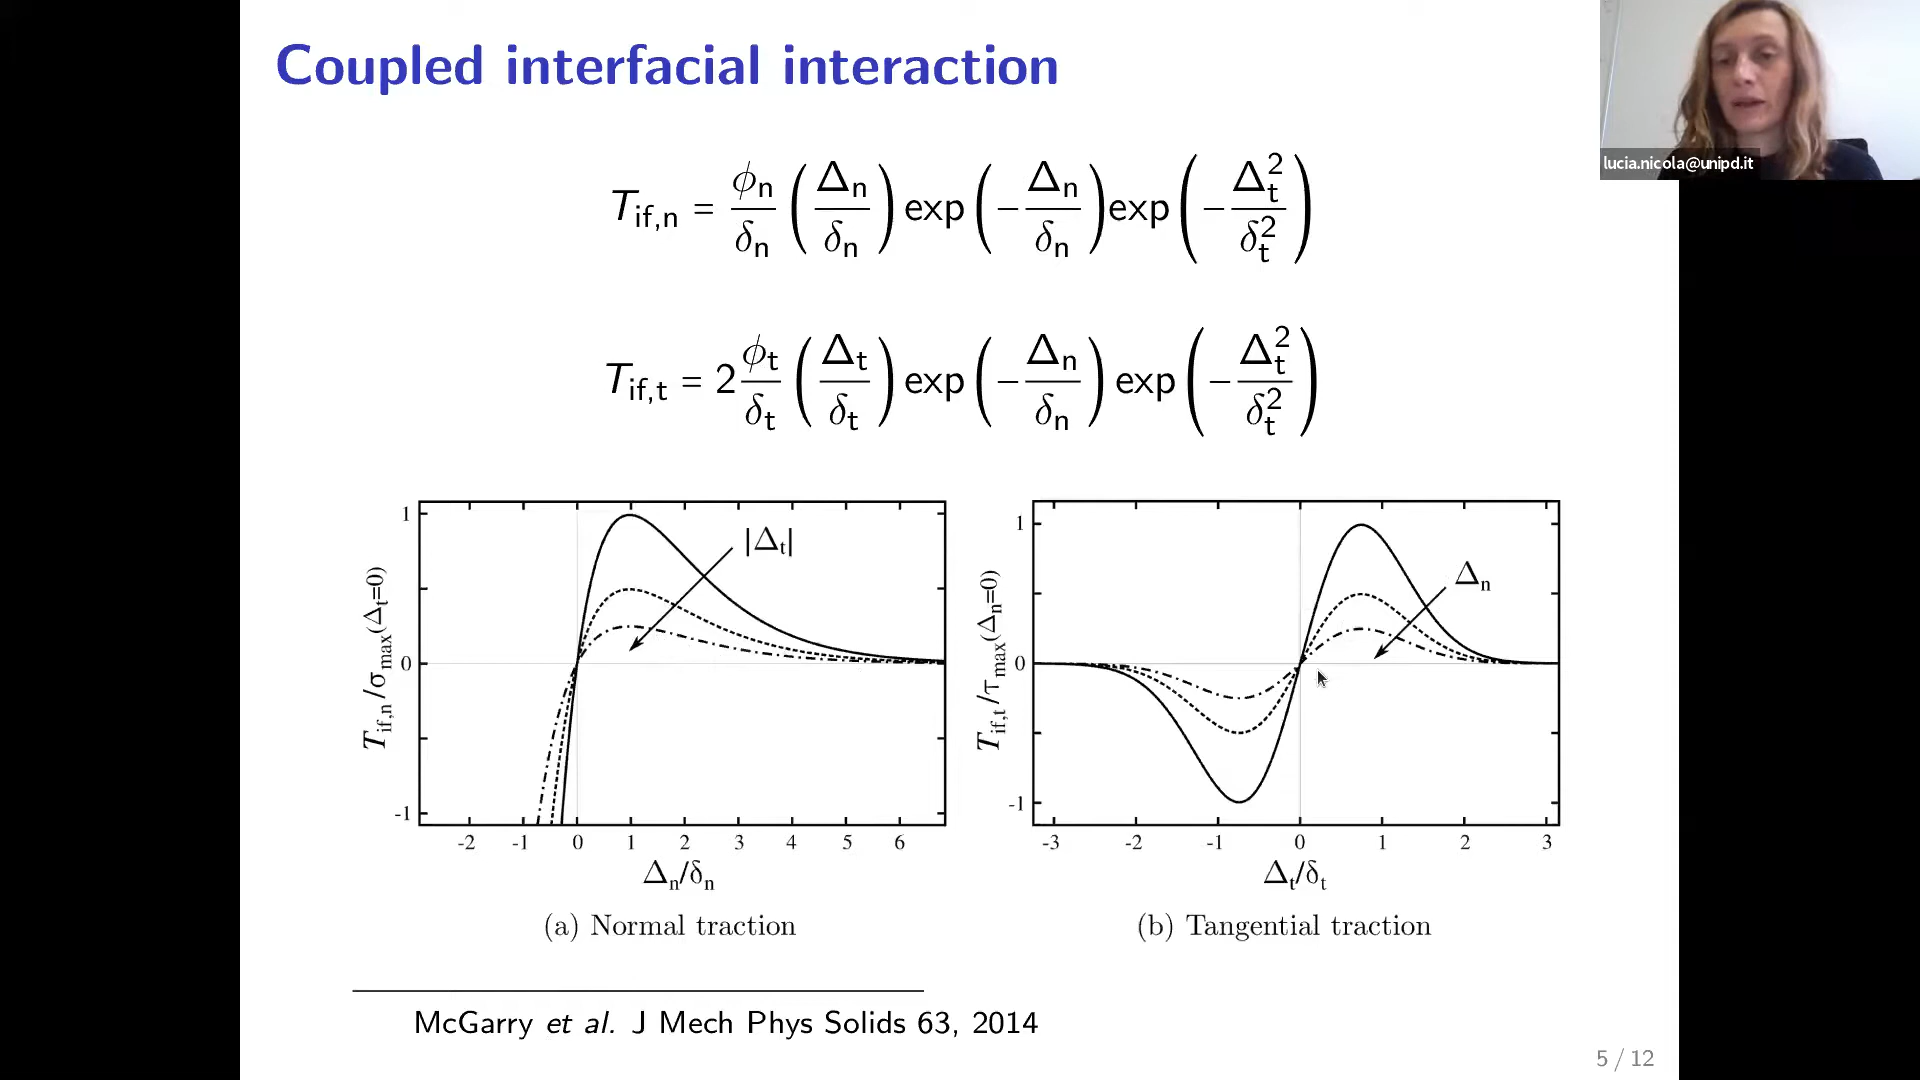 Coupled interfacial interaction
lucia.nicola@unipd.it
T_if,n = ϕ_n/δ_n (Δ_n/δ_n) exp(−Δ_n/δ_n) exp(−Δ_t²/δ_t²)
T_if,t = 2 ϕ_t/δ_t (Δ_t/δ_t) exp(−Δ_n/δ_n) exp(−Δ_t²/δ_t²)
T_if,n/σ_max(Δ_t=0)
1
0
-1
|Δ_t|
-2 -1 0 1 2 3 4 5 6
Δ_n/δ_n
(a) Normal traction
T_if,t/τ_max(Δ_n=0)
1
0
-1
Δ_n
-3 -2 -1 0 1 2 3
Δ_t/δ_t
(b) Tangential traction
McGarry et al. J Mech Phys Solids 63, 2014
5 / 12